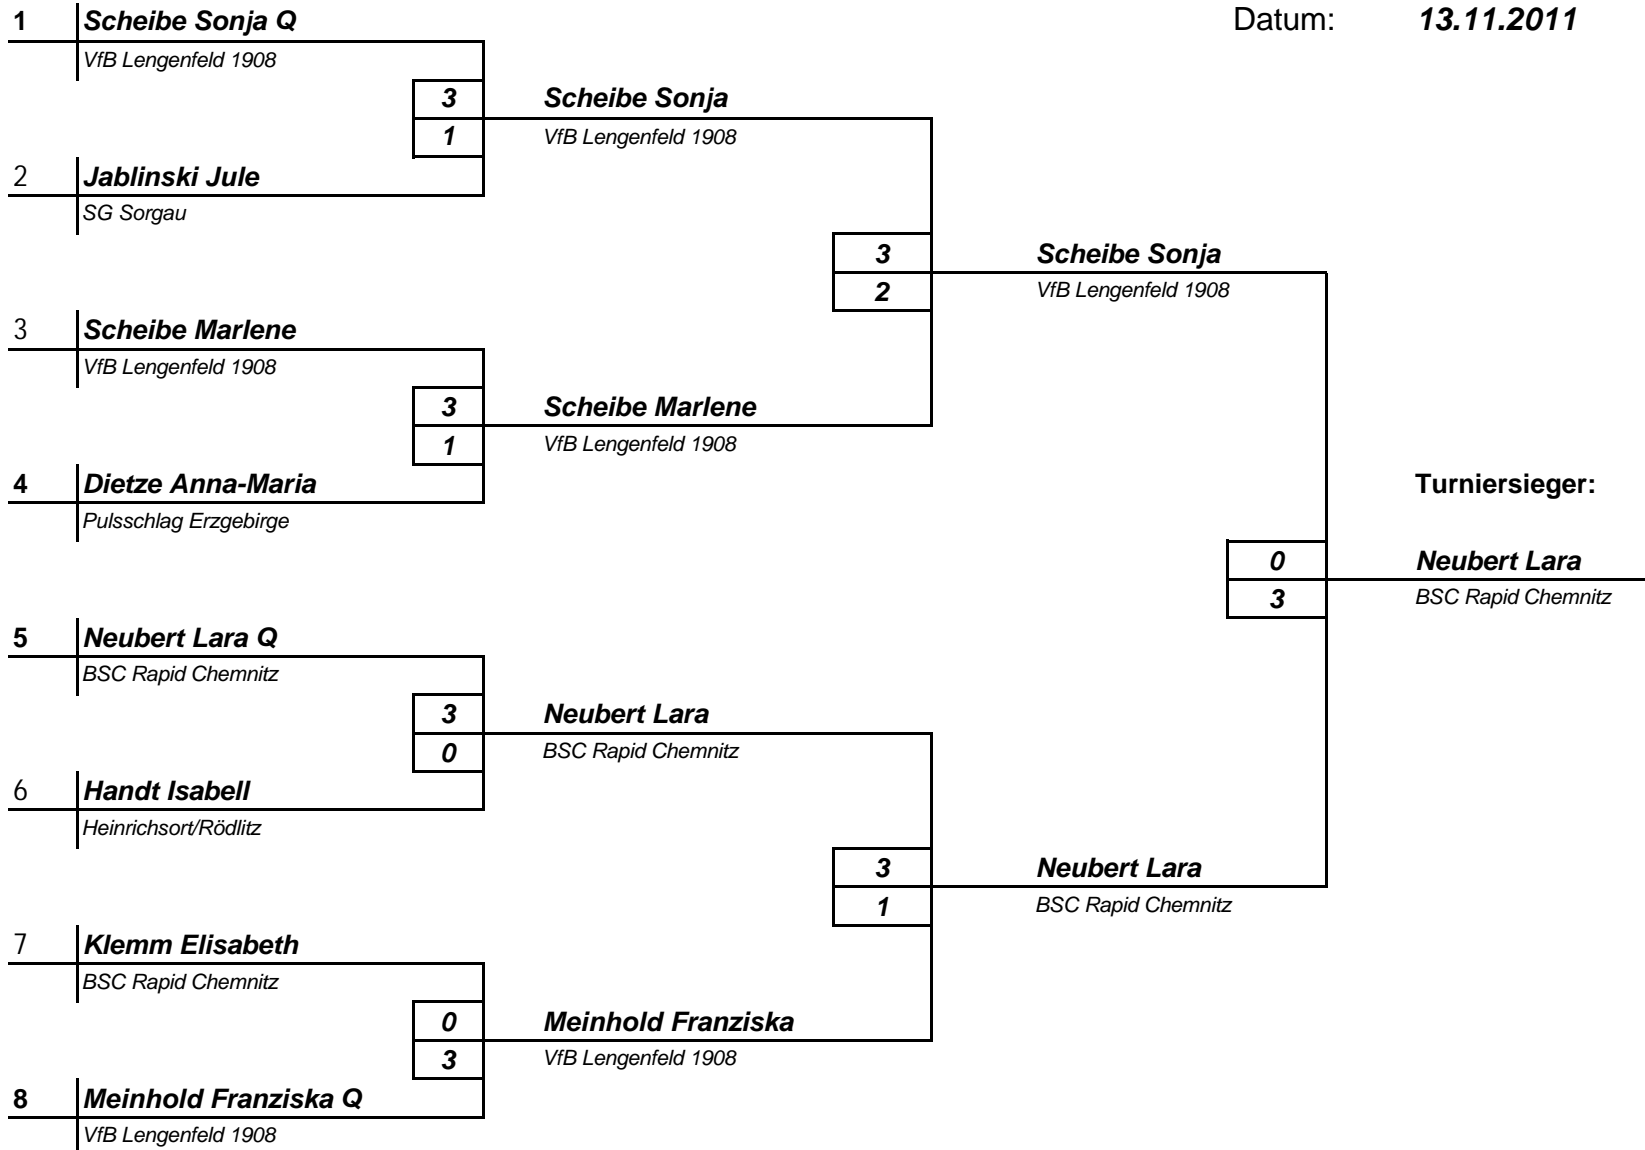 1 Scheibe Sonja Q Datum: 13.11.2011
VfB Lengenfeld 1908
3 Scheibe Sonja
1 VfB Lengenfeld 1908
2 Jablinski Jule
SG Sorgau
3 Scheibe Sonja
2 VfB Lengenfeld 1908
3 Scheibe Marlene
VfB Lengenfeld 1908
3 Scheibe Marlene
1 VfB Lengenfeld 1908
4 Dietze Anna-Maria Turniersieger:
Pulsschlag Erzgebirge
0 Neubert Lara
3 BSC Rapid Chemnitz
5 Neubert Lara Q
BSC Rapid Chemnitz
3 Neubert Lara
0 BSC Rapid Chemnitz
6 Handt Isabell
Heinrichsort/Rödlitz
3 Neubert Lara
1 BSC Rapid Chemnitz
7 Klemm Elisabeth
BSC Rapid Chemnitz
0 Meinhold Franziska
3 VfB Lengenfeld 1908
8 Meinhold Franziska Q
VfB Lengenfeld 1908